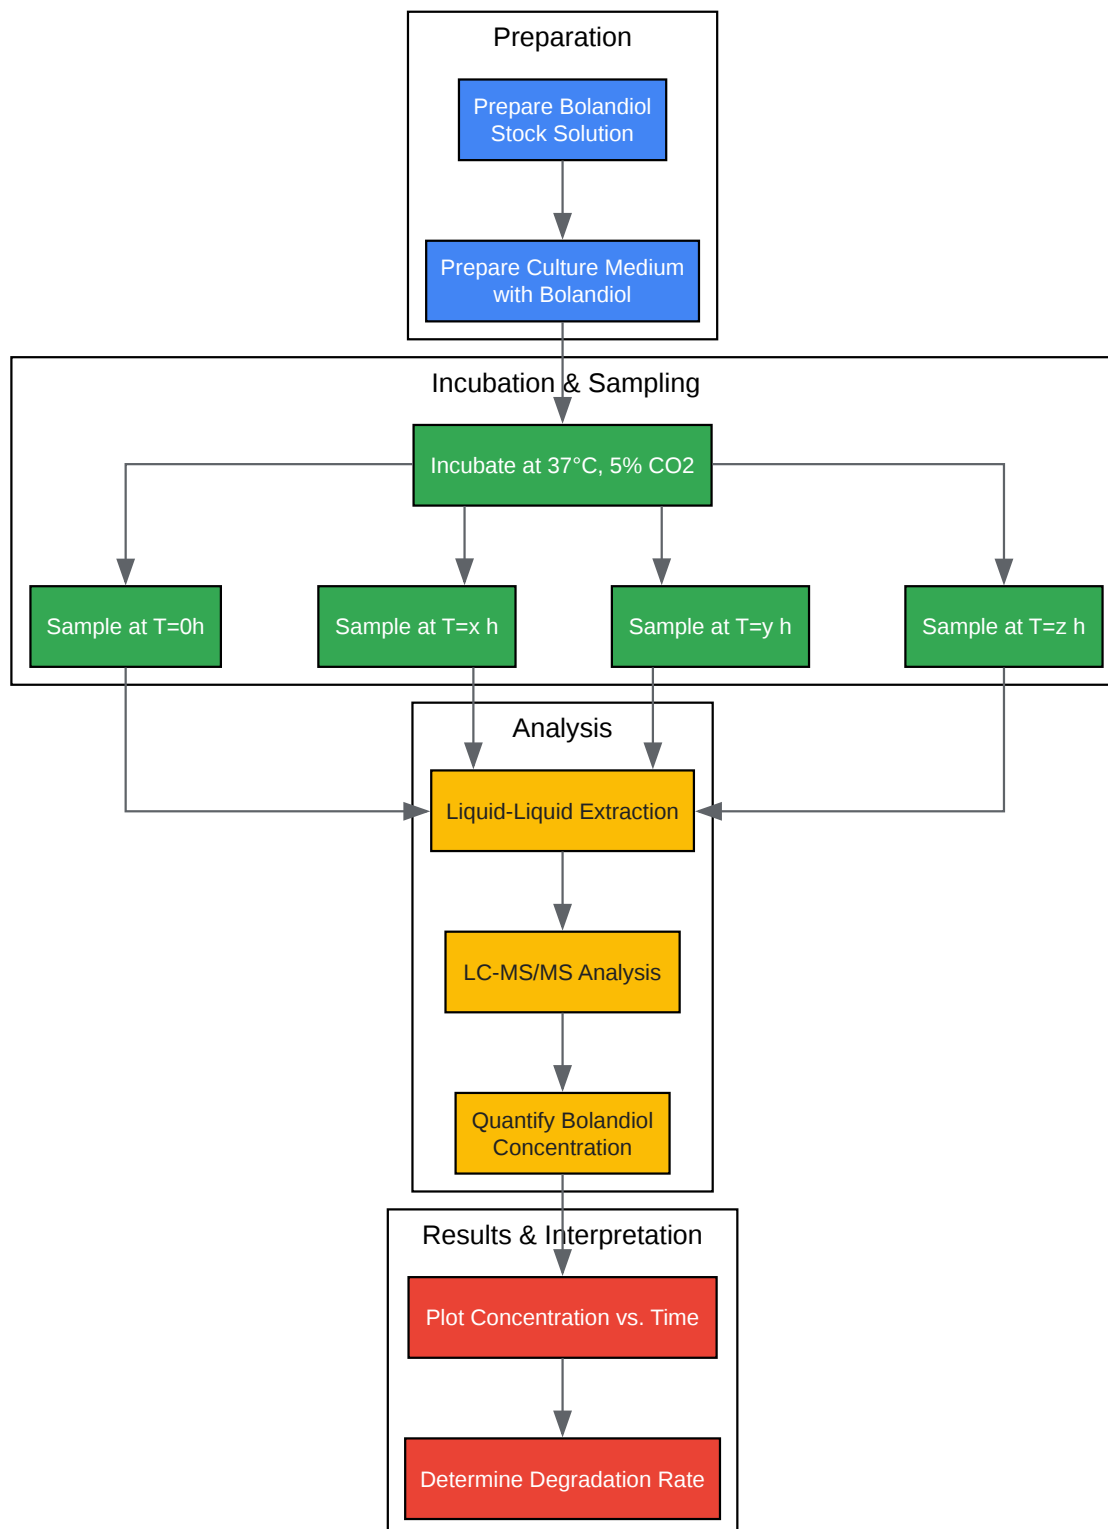 Preparation
Prepare Bolandiol
Stock Solution
Prepare Culture Medium
with Bolandiol
Incubation & Sampling
Incubate at 37°C, 5% CO2
Sample at T=0h
Sample at T=x h
Sample at T=y h
Sample at T=z h
Analysis
Liquid-Liquid Extraction
LC-MS/MS Analysis
Quantify Bolandiol
Concentration
Results & Interpretation
Plot Concentration vs. Time
Determine Degradation Rate